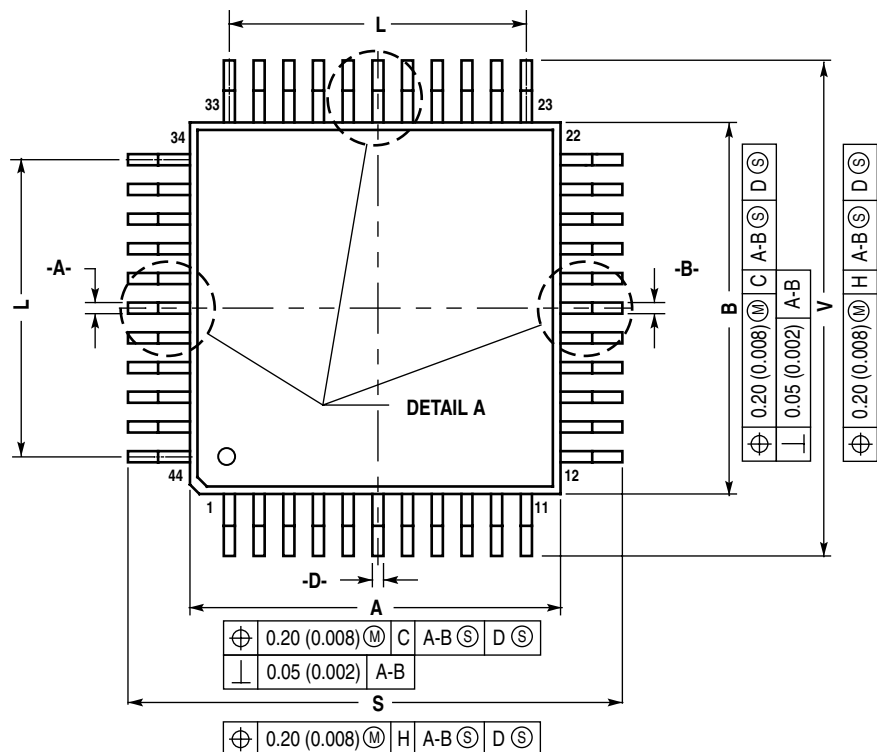 L
33
23
34
22
-A-
-B-
L
B
V
⊕ 0.20 (0.008) Ⓜ C A-B Ⓢ D Ⓢ
⊥ 0.05 (0.002) A-B
⊕ 0.20 (0.008) Ⓜ H A-B Ⓢ D Ⓢ
DETAIL A
44
12
1
11
-D-
A
⊕ 0.20 (0.008) Ⓜ C A-B Ⓢ D Ⓢ
⊥ 0.05 (0.002) A-B
S
⊕ 0.20 (0.008) Ⓜ H A-B Ⓢ D Ⓢ